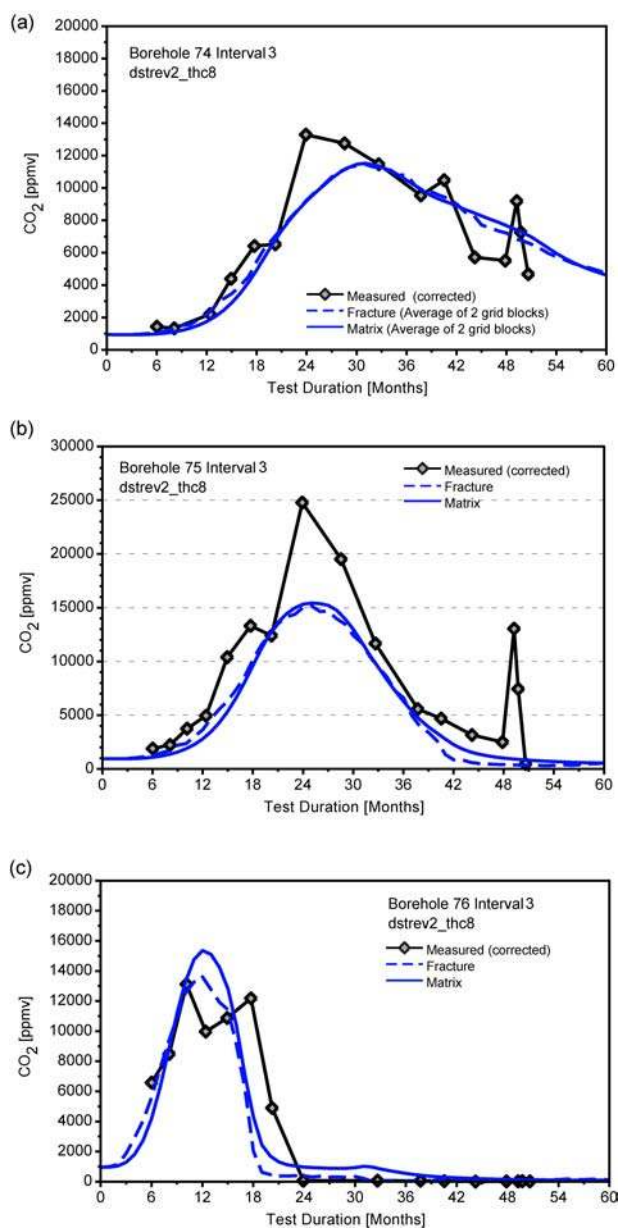 (a)
20000
18000
16000
14000
12000
10000
8000
6000
4000
2000
0
CO2 [ppmv]
Borehole 74 Interval 3
dstrev2_thc8
Measured (corrected)
Fracture (Average of 2 grid blocks)
Matrix (Average of 2 grid blocks)
0 6 12 18 24 30 36 42 48 54 60
Test Duration [Months]
(b)
30000
25000
20000
15000
10000
5000
0
CO2 [ppmv]
Borehole 75 Interval 3
dstrev2_thc8
Measured (corrected)
Fracture
Matrix
0 6 12 18 24 30 36 42 48 54 60
Test Duration [Months]
(c)
20000
18000
16000
14000
12000
10000
8000
6000
4000
2000
0
CO2 [ppmv]
Borehole 76 Interval 3
dstrev2_thc8
Measured (corrected)
Fracture
Matrix
0 6 12 18 24 30 36 42 48 54 60
Test Duration [Months]